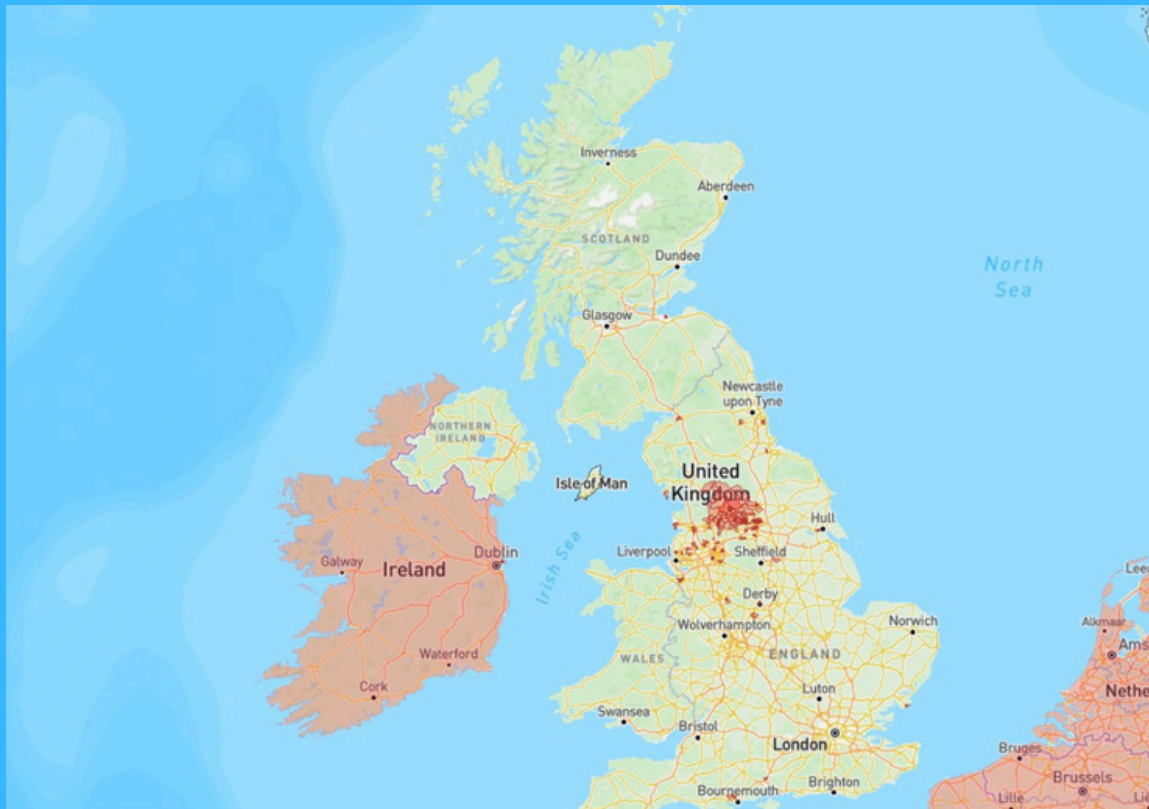 Inverness
Aberdeen
SCOTLAND
Dundee
North
Sea
Glasgow
Newcastle
upon Tyne
NORTHERN
IRELAND
United
Kingdom
Isle of Man
Hull
Irish Sea
Liverpool
Sheffield
Dublin
Galway
Ireland
Derby
Norwich
Wolverhampton
Alkmaar
Waterford
WALES
ENGLAND
Cork
Luton
Swansea
Bristol
London
Bruges
Brussels
Bournemouth
Brighton
Lille